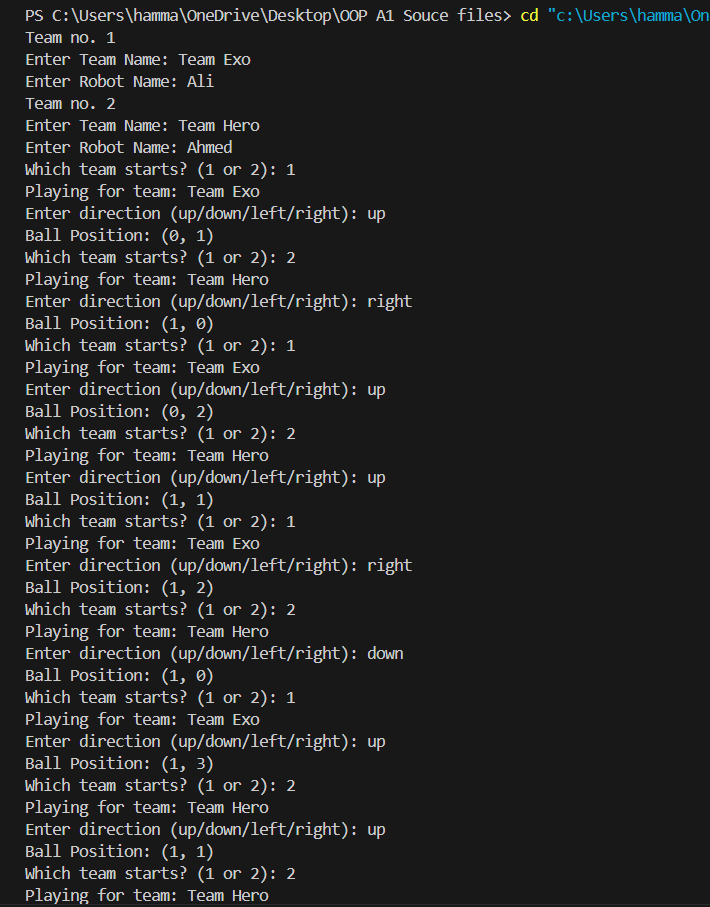 PS C:\Users\hamma\OneDrive\Desktop\OOP A1 Souce files> cd "c:\Users\hamma\On
Team no. 1
Enter Team Name: Team Exo
Enter Robot Name: Ali
Team no. 2
Enter Team Name: Team Hero
Enter Robot Name: Ahmed
Which team starts? (1 or 2): 1
Playing for team: Team Exo
Enter direction (up/down/left/right): up
Ball Position: (0, 1)
Which team starts? (1 or 2): 2
Playing for team: Team Hero
Enter direction (up/down/left/right): right
Ball Position: (1, 0)
Which team starts? (1 or 2): 1
Playing for team: Team Exo
Enter direction (up/down/left/right): up
Ball Position: (0, 2)
Which team starts? (1 or 2): 2
Playing for team: Team Hero
Enter direction (up/down/left/right): up
Ball Position: (1, 1)
Which team starts? (1 or 2): 1
Playing for team: Team Exo
Enter direction (up/down/left/right): right
Ball Position: (1, 2)
Which team starts? (1 or 2): 2
Playing for team: Team Hero
Enter direction (up/down/left/right): down
Ball Position: (1, 0)
Which team starts? (1 or 2): 1
Playing for team: Team Exo
Enter direction (up/down/left/right): up
Ball Position: (1, 3)
Which team starts? (1 or 2): 2
Playing for team: Team Hero
Enter direction (up/down/left/right): up
Ball Position: (1, 1)
Which team starts? (1 or 2): 2
Playing for team: Team Hero